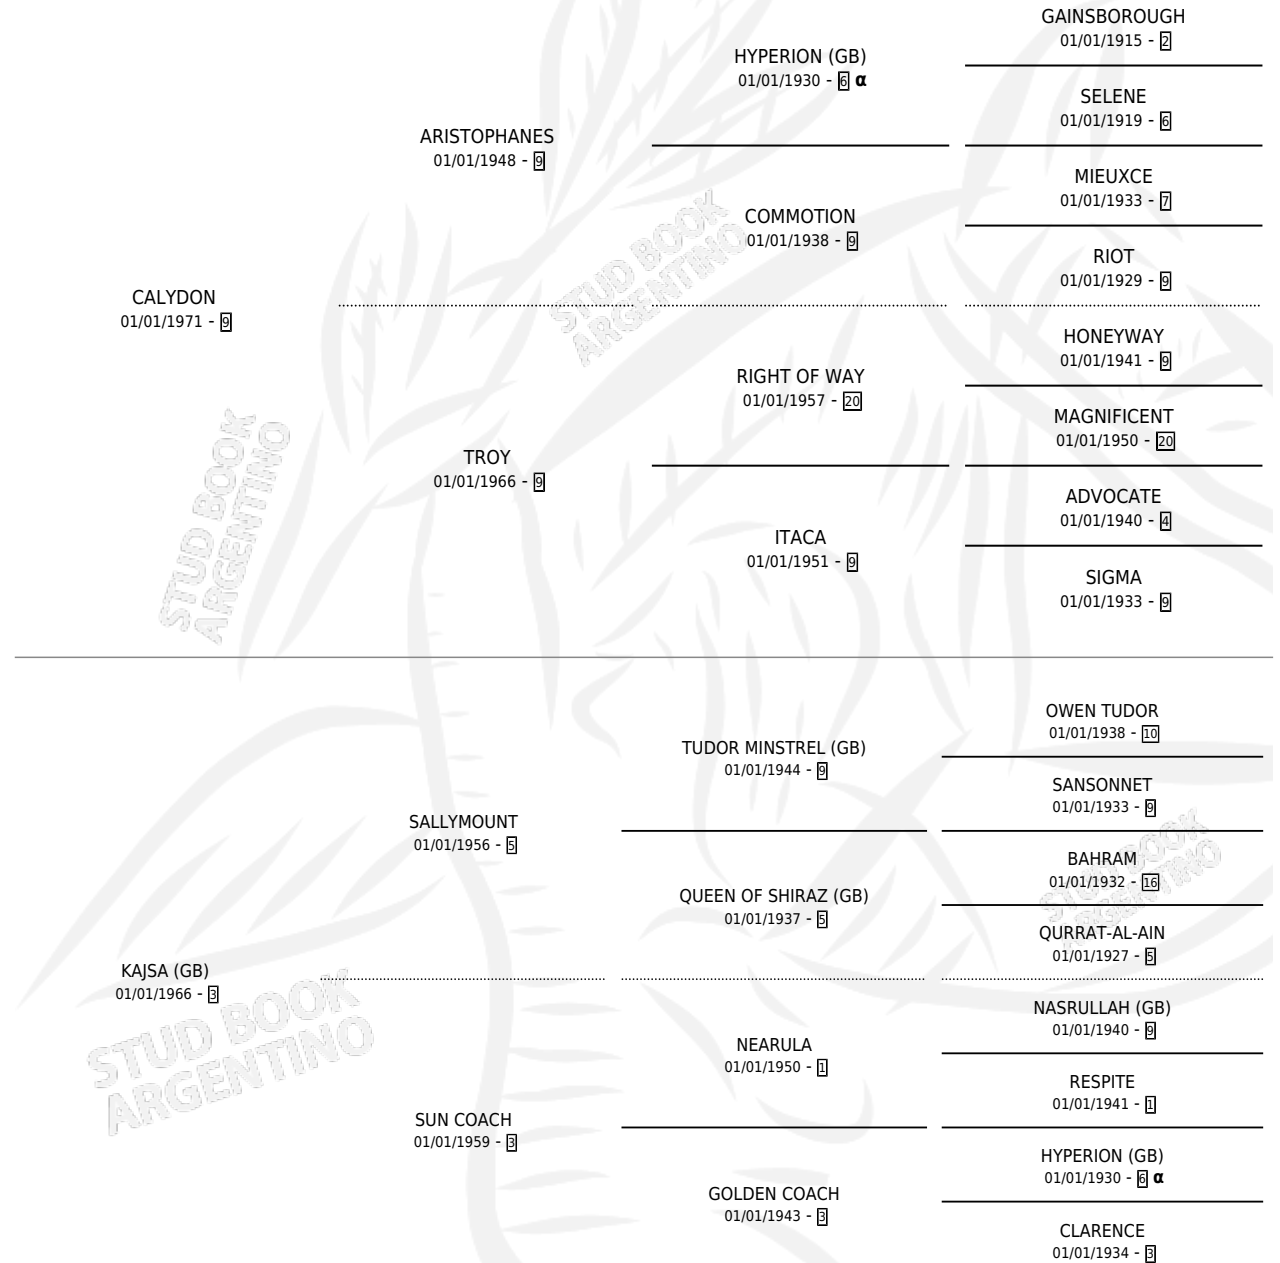 GAINSBOROUGH
01/01/1915 - 2
HYPERION (GB)
01/01/1930 - 6 α
SELENE
01/01/1919 - 6
ARISTOPHANES
01/01/1948 - 9
MIEUXCE
01/01/1933 - 7
COMMOTION
01/01/1938 - 9
RIOT
01/01/1929 - 9
CALYDON
01/01/1971 - 9
HONEYWAY
01/01/1941 - 9
RIGHT OF WAY
01/01/1957 - 20
MAGNIFICENT
01/01/1950 - 20
TROY
01/01/1966 - 9
ADVOCATE
01/01/1940 - 4
ITACA
01/01/1951 - 9
SIGMA
01/01/1933 - 9
OWEN TUDOR
01/01/1938 - 10
TUDOR MINSTREL (GB)
01/01/1944 - 9
SANSONNET
01/01/1933 - 9
SALLYMOUNT
01/01/1956 - 5
BAHRAM
01/01/1932 - 16
QUEEN OF SHIRAZ (GB)
01/01/1937 - 5
QURRAT-AL-AIN
01/01/1927 - 5
KAJSA (GB)
01/01/1966 - 3
NASRULLAH (GB)
01/01/1940 - 9
NEARULA
01/01/1950 - 1
RESPITE
01/01/1941 - 1
SUN COACH
01/01/1959 - 3
HYPERION (GB)
01/01/1930 - 6 α
GOLDEN COACH
01/01/1943 - 3
CLARENCE
01/01/1934 - 3
STUD BOOK
ARGENTINO
STUD BOOK
ARGENTINO
STUD BOOK
ARGENTINO
STUD BOOK
ARGENTINO